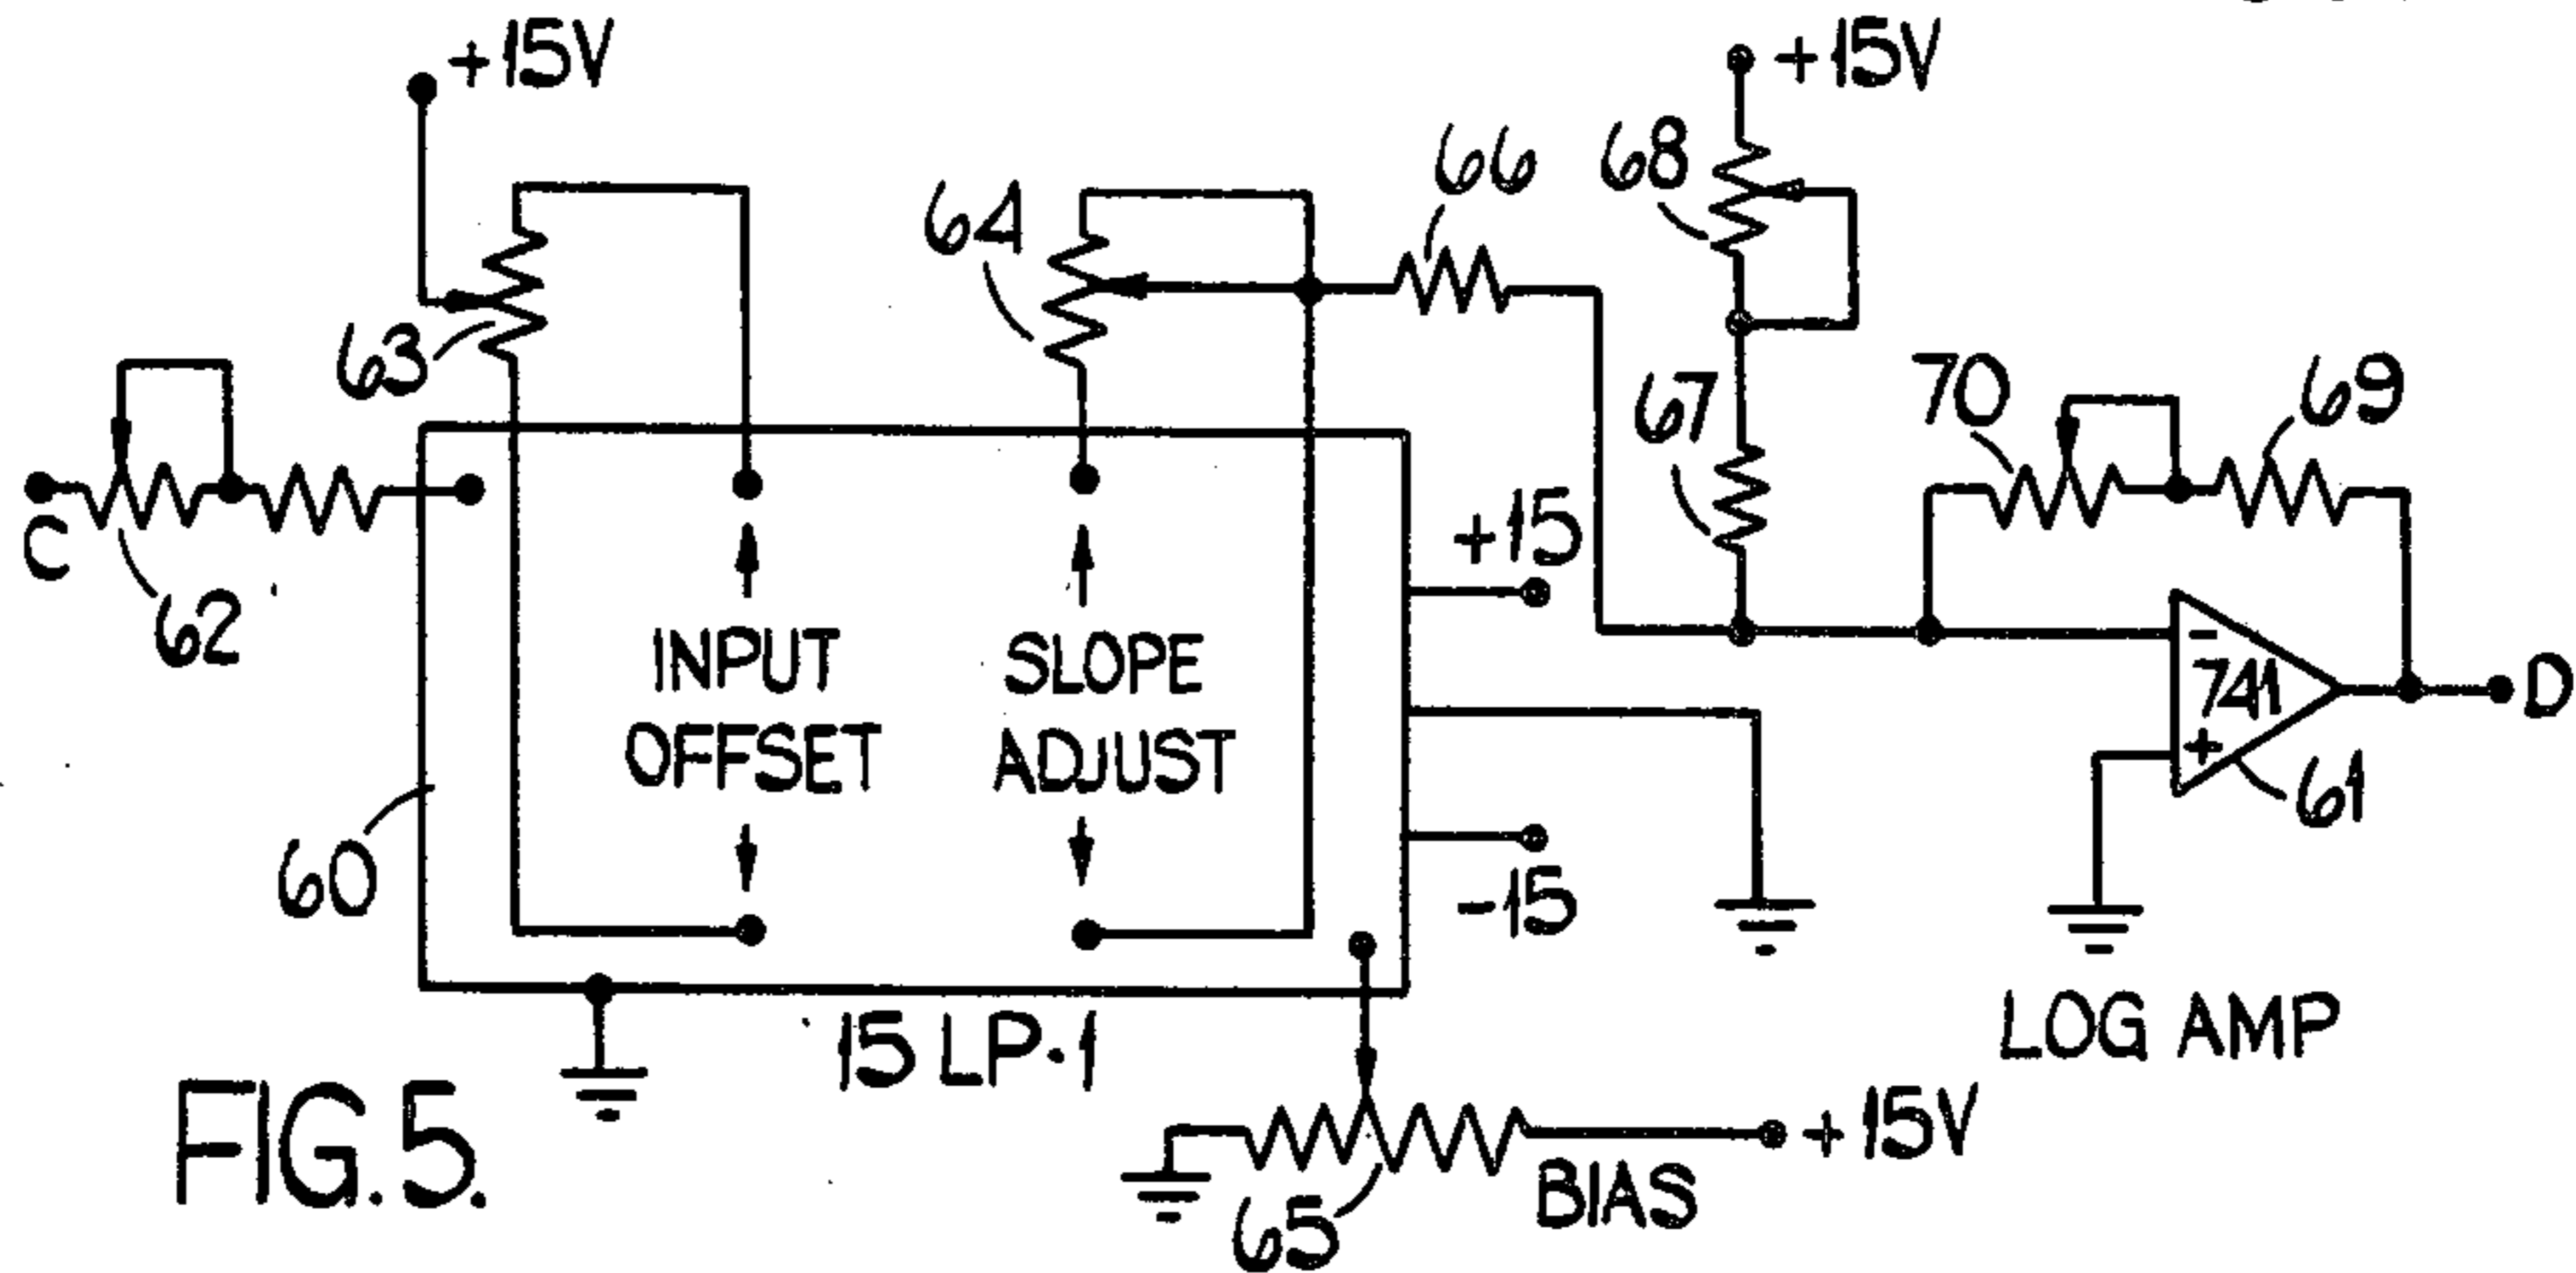 +15V
+15V
66
68
64
63
67
70
69
C
62
+15
INPUT
OFFSET
SLOPE
ADJUST
-
741
+
D
61
60
-15
15 LP-1
LOG AMP
+15V
BIAS
65
FIG. 5.